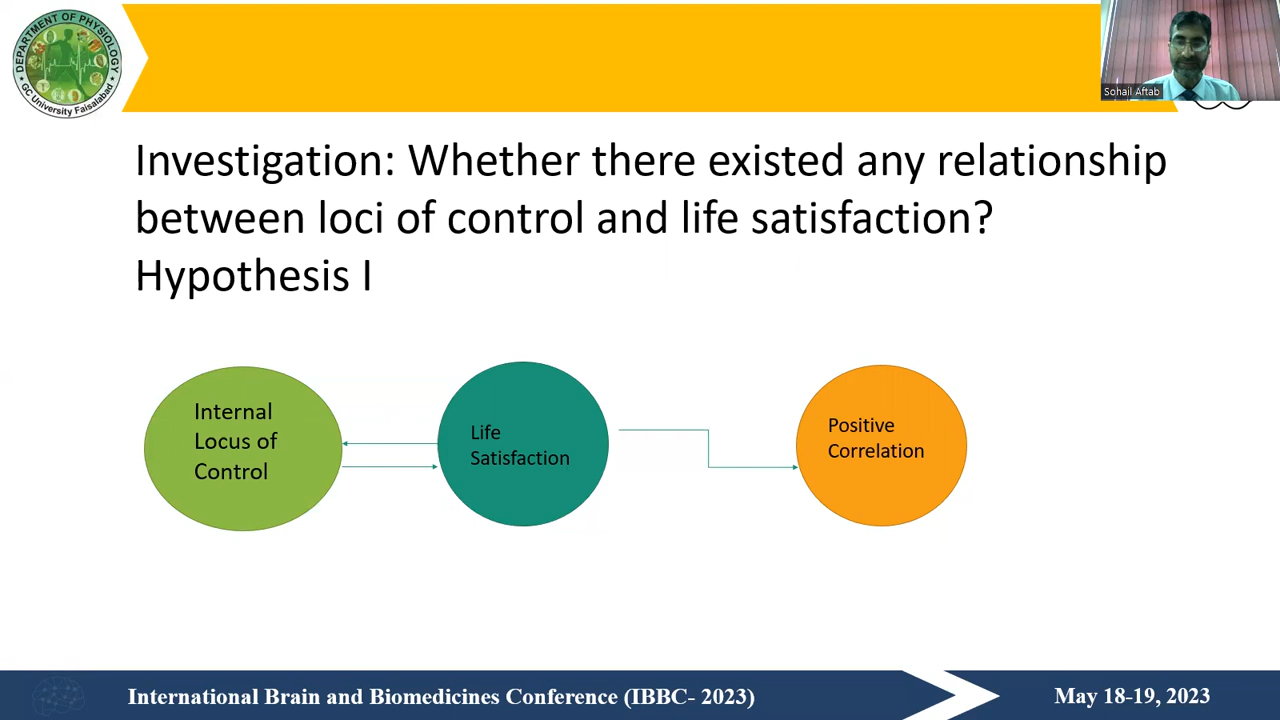 DEPARTMENT OF PHYSIOLOGY
GC University Faisalabad
Sohail Aftab
Investigation: Whether there existed any relationship
between loci of control and life satisfaction?
Hypothesis I
Internal
Locus of
Control
Life
Satisfaction
Positive
Correlation
International Brain and Biomedicines Conference (IBBC- 2023)
May 18-19, 2023